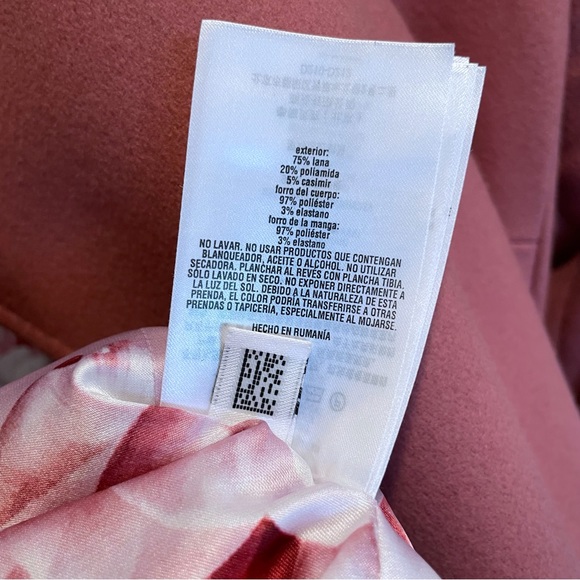 exterior:
75% lana
20% poliamida
5% casimir
forro del cuerpo:
97% poliéster
3% elastano
forro de la manga:
97% poliéster
3% elastano
NO LAVAR. NO USAR PRODUCTOS QUE CONTENGAN
BLANQUEADOR, ACEITE O ALCOHOL. NO UTILIZAR
SECADORA. PLANCHAR AL REVÉS CON PLANCHA TIBIA.
SÓLO LAVADO EN SECO. NO EXPONER DIRECTAMENTE A
LA LUZ DEL SOL. DEBIDO A LA NATURALEZA DE ESTA
PRENDA, EL COLOR PODRÍA TRANSFERIRSE A OTRAS
PRENDAS O TAPICERÍA, ESPECIALMENTE AL MOJARSE.
HECHO EN RUMANÍA